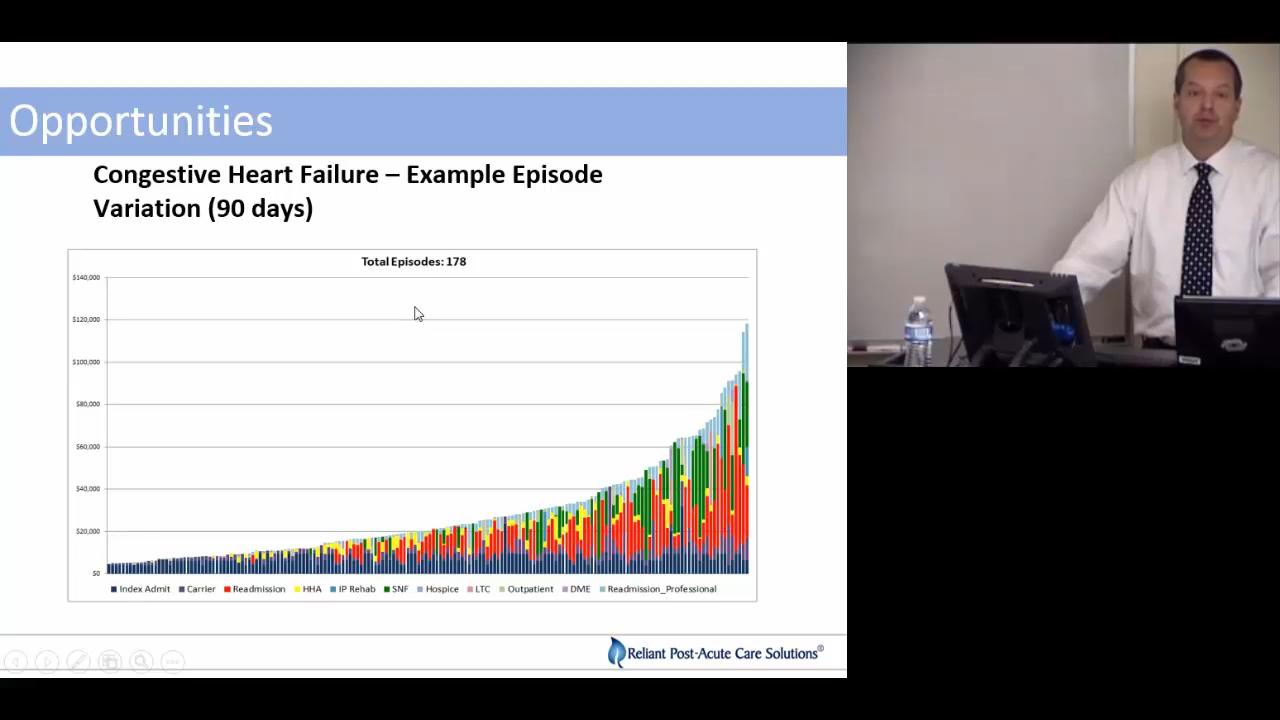 Opportunities
Congestive Heart Failure – Example Episode
Variation (90 days)
Total Episodes: 178
$140,000
$120,000
$100,000
$80,000
$60,000
$40,000
$20,000
$0
Index Admit Carrier Readmission HHA IP Rehab SNF Hospice LTC Outpatient DME Readmission_Professional
Reliant Post-Acute Care Solutions®